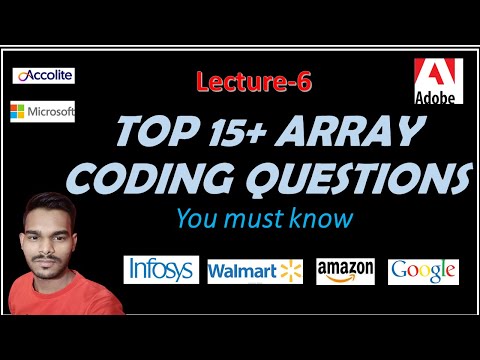 Lecture-6
Accolite
Microsoft
Adobe
TOP 15+ ARRAY
CODING QUESTIONS
You must know
Infosys Walmart amazon Google